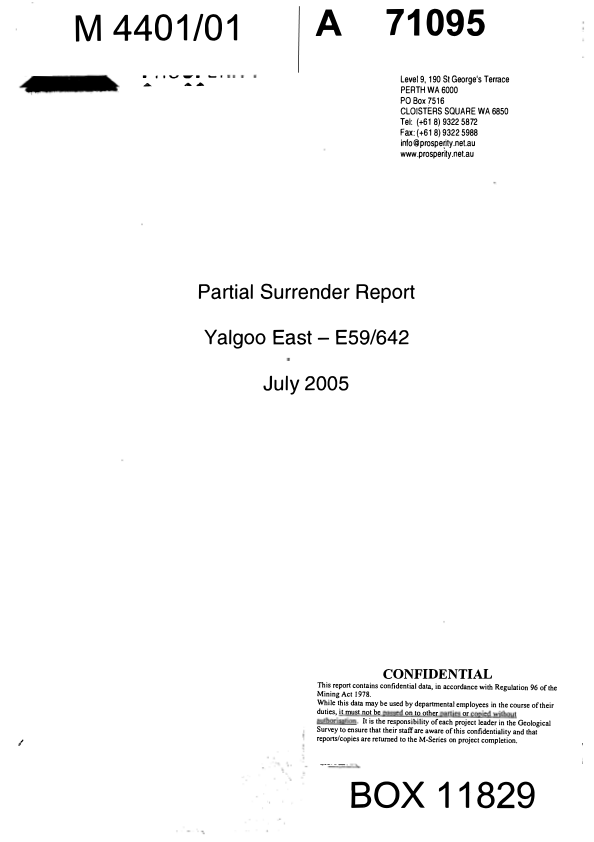 M 4401/01
A 71095
Level 9, 190 St George's Terrace
PERTH WA 6000
PO Box 7516
CLOISTERS SQUARE WA 6850
Tel: (+61 8) 9322 5872
Fax: (+61 8) 9322 5988
info@prosperity.net.au
www.prosperity.net.au
Partial Surrender Report
Yalgoo East – E59/642
July 2005
CONFIDENTIAL
This report contains confidential data, in accordance with Regulation 96 of the
Mining Act 1978.
While this data may be used by departmental employees in the course of their
duties, it must not be passed on to other parties or copied without
authorisation. It is the responsibility of each project leader in the Geological
Survey to ensure that their staff are aware of this confidentiality and that
reports/copies are returned to the M-Series on project completion.
BOX 11829